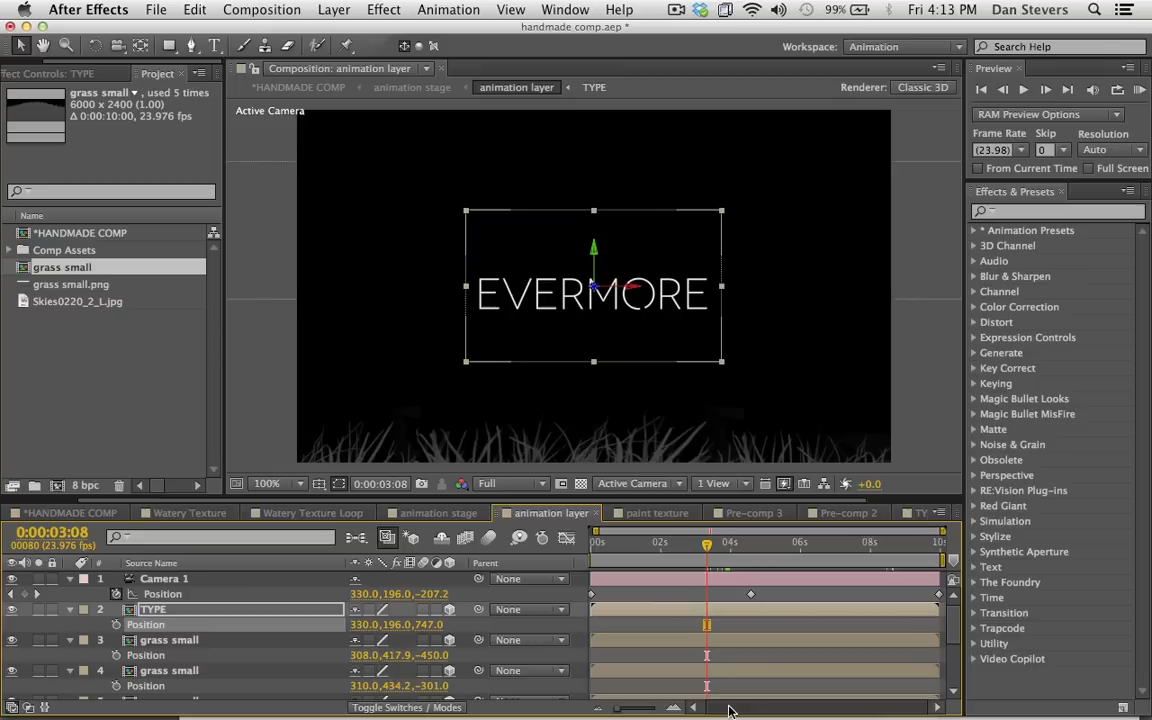 After Effects File Edit Composition Layer Effect Animation View Window Help 99% Fri 4:13 PM Dan Stevers
handmade comp.aep *
Workspace: Animation Search Help
ffect Controls: TYPE Project
grass small , used 5 times
6000 x 2400 (1.00)
Δ 0:00:10:00, 23.976 fps
Name
*HANDMADE COMP
Comp Assets
grass small
grass small.png
Skies0220_2_L.jpg
8 bpc
Composition: animation layer
*HANDMADE COMP animation stage animation layer TYPE Renderer: Classic 3D
Active Camera
EVERMORE
100% 0:00:03:08 Full Active Camera 1 View +0.0
Preview
RAM Preview Options
Frame Rate Skip Resolution
(23.98) 0 Auto
From Current Time Full Screen
Effects & Presets
* Animation Presets
3D Channel
Audio
Blur & Sharpen
Channel
Color Correction
Distort
Expression Controls
Generate
Key Correct
Keying
Magic Bullet Looks
Magic Bullet MisFire
Matte
Noise & Grain
Obsolete
Perspective
RE:Vision Plug-ins
Red Giant
Simulation
Stylize
Synthetic Aperture
Text
The Foundry
Time
Transition
Trapcode
Utility
Video Copilot
*HANDMADE COMP Watery Texture Watery Texture Loop animation stage animation layer paint texture Pre-comp 3 Pre-comp 2 TY
0:00:03:08
00080 (23.976 fps)
:00s 02s 04s 06s 08s 10s
# Source Name Parent
1 Camera 1 None
Position 330.0,196.0,-207.2
2 TYPE None
Position 330.0,196.0,747.0
3 grass small None
Position 308.0,417.9,-450.0
4 grass small None
Position 310.0,434.2,-301.0
Toggle Switches / Modes